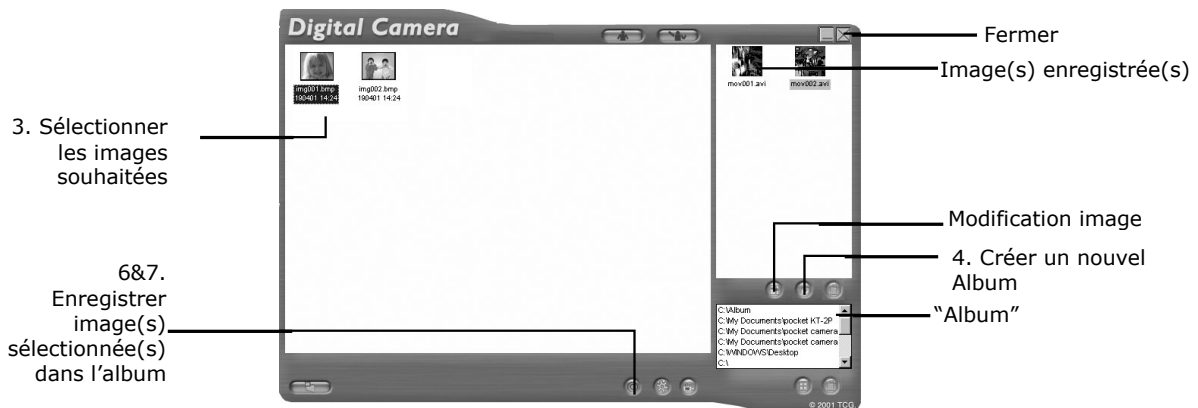 Digital Camera
Fermer
Image(s) enregistrée(s)
img001.bmp
190401 14:24
img002.bmp
190401 14:24
mov001.avi
mov002.avi
3. Sélectionner
les images
souhaitées
Modification image
4. Créer un nouvel
Album
“Album”
6&7.
Enregistrer
image(s)
sélectionnée(s)
dans l’album
C:\Album
C:\My Documents\pocket KT-2P
C:\My Documents\pocket camera
C:\My Documents\pocket camera
C:\WINDOWS\Desktop
C:\
© 2001 TCG